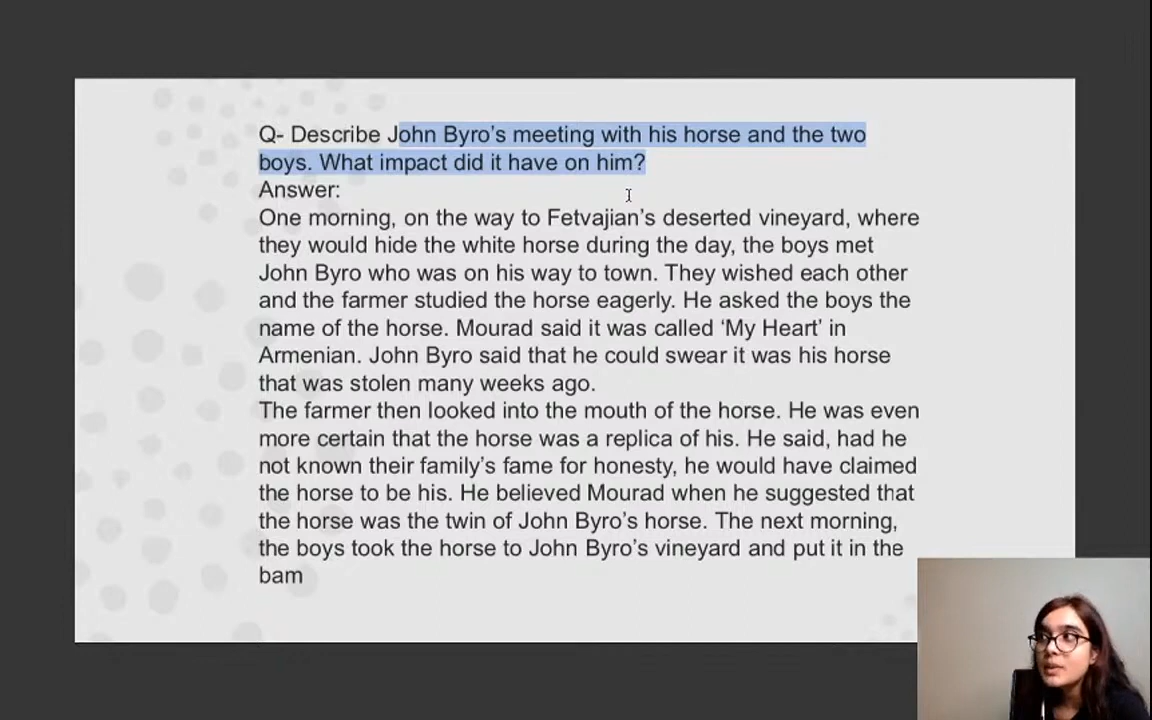 Q- Describe John Byro's meeting with his horse and the two
boys. What impact did it have on him?
Answer:
One morning, on the way to Fetvajian's deserted vineyard, where
they would hide the white horse during the day, the boys met
John Byro who was on his way to town. They wished each other
and the farmer studied the horse eagerly. He asked the boys the
name of the horse. Mourad said it was called ‘My Heart’ in
Armenian. John Byro said that he could swear it was his horse
that was stolen many weeks ago.
The farmer then looked into the mouth of the horse. He was even
more certain that the horse was a replica of his. He said, had he
not known their family's fame for honesty, he would have claimed
the horse to be his. He believed Mourad when he suggested that
the horse was the twin of John Byro's horse. The next morning,
the boys took the horse to John Byro's vineyard and put it in the
bam